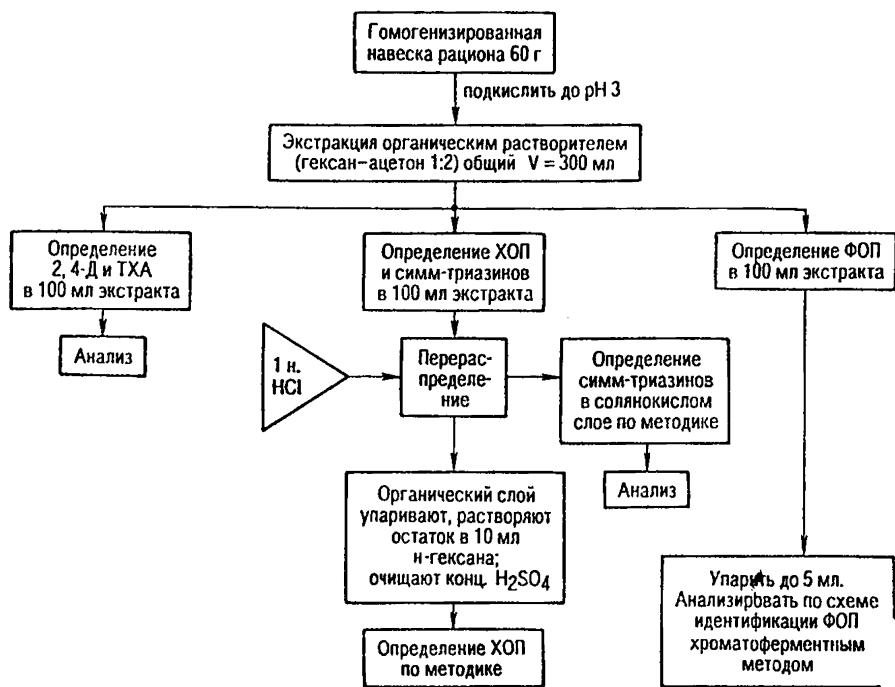 Гомогенизированная
навеска рациона 60 г
подкислить до pH 3
Экстракция органическим растворителем
(гексан-ацетон 1:2) общий V = 300 мл
Определение
2, 4-Д и ТХА
в 100 мл экстракта
Анализ
Определение ХОП
и симм-триазинов
в 100 мл экстракта
Определение ФОП
в 100 мл экстракта
1 н.
HCl
Перерас-
пределе-
ние
Определение
симм-триазинов
в солянокислом
слое по методике
Анализ
Органический слой
упаривают, растворяют
остаток в 10 мл
н-гексана;
очищают конц. H₂SO₄
Определение ХОП
по методике
Упарить до 5 мл.
Анализировать по схеме
идентификации ФОП
хроматоферментным
методом